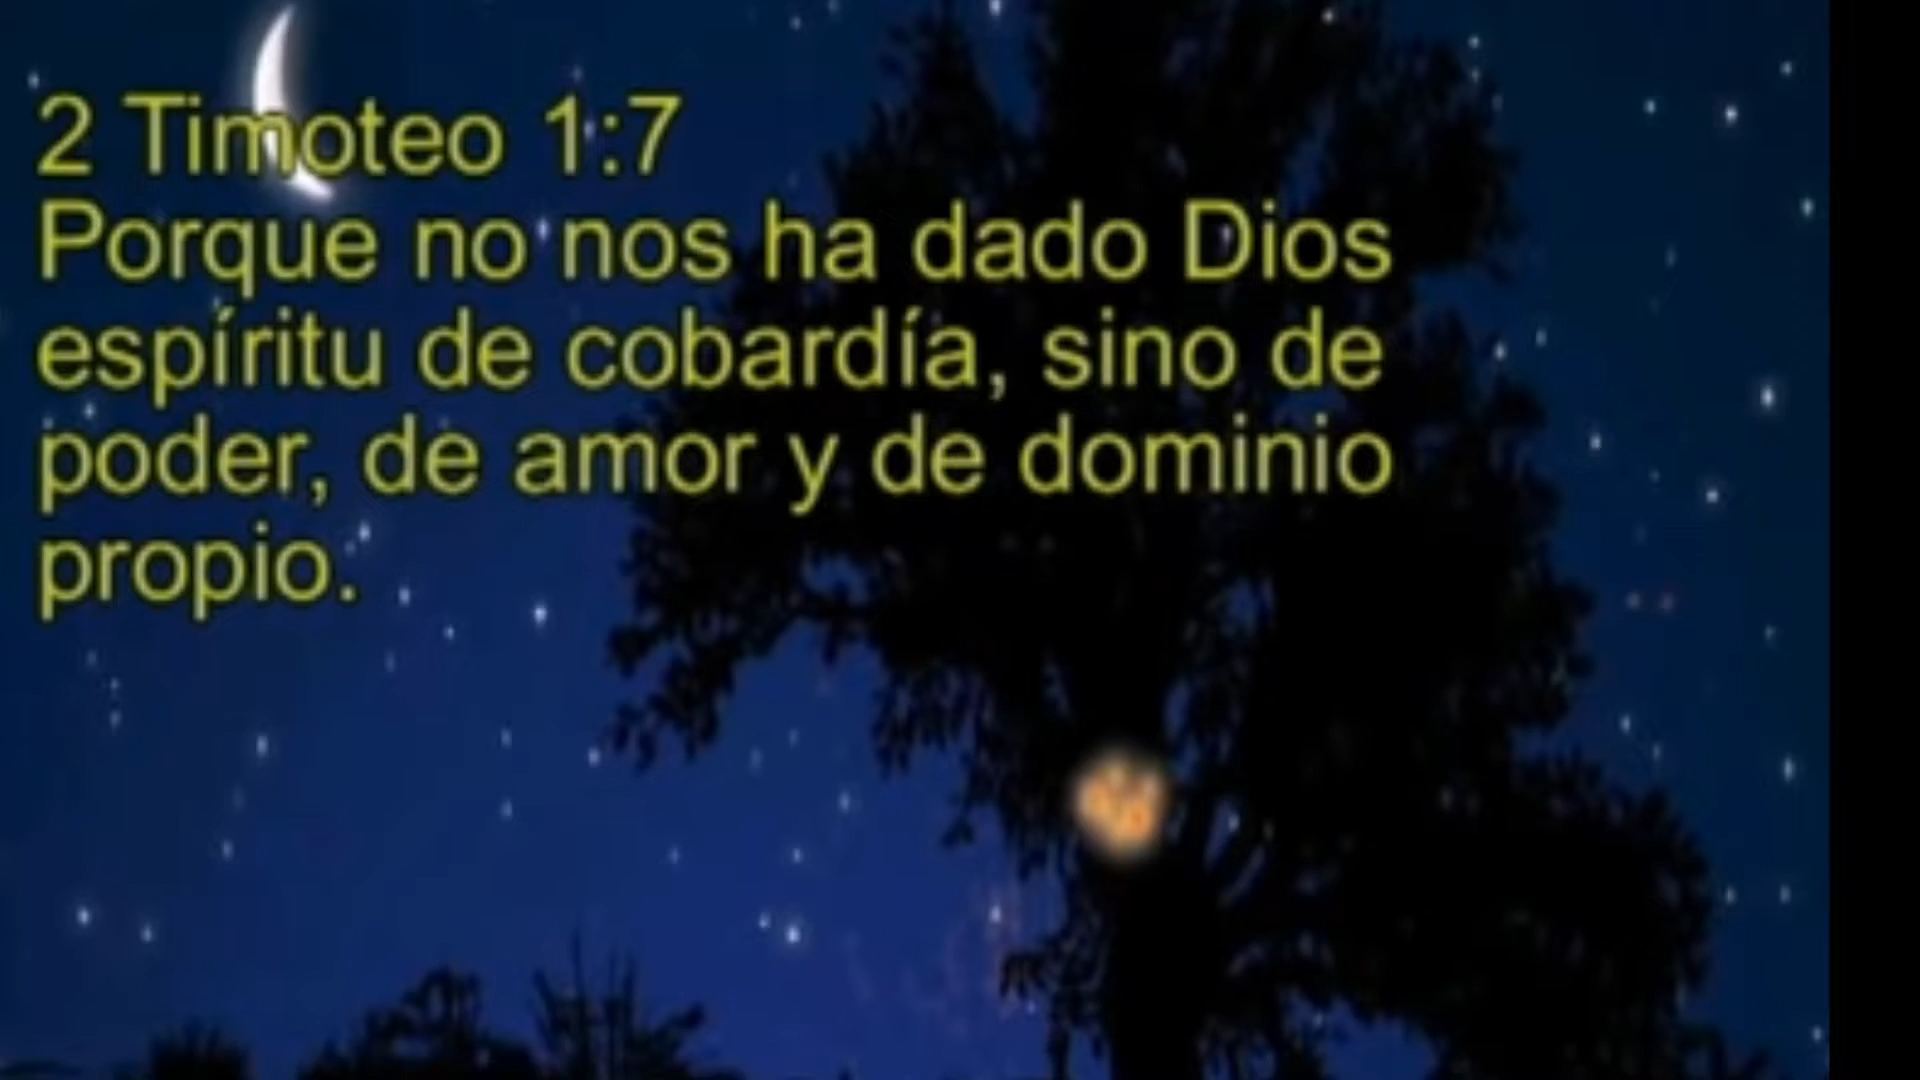 2 Timoteo 1:7
Porque no nos ha dado Dios
espíritu de cobardía, sino de
poder, de amor y de dominio
propio.